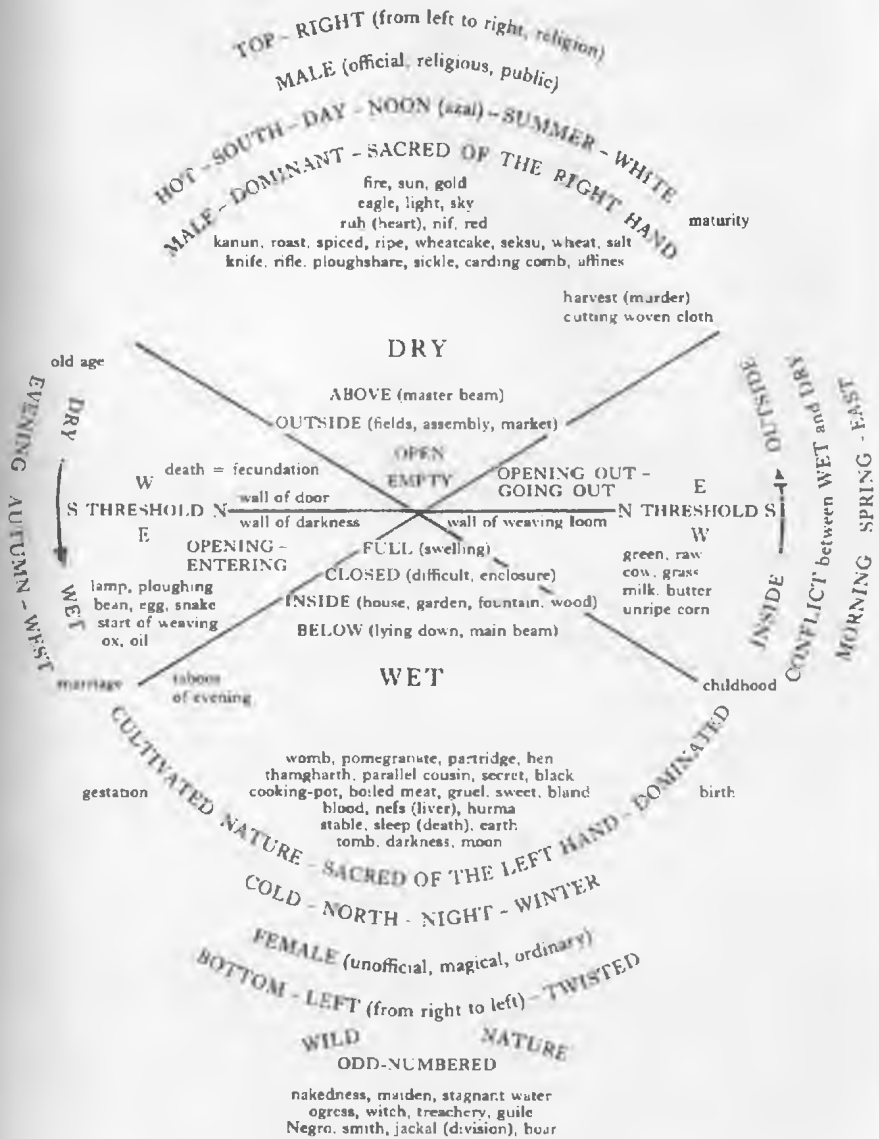 TOP - RIGHT (from left to right, religion)
MALE (official, religious, public)
HOT - SOUTH - DAY - NOON (azal) - SUMMER - WHITE
MALE - DOMINANT - SACRED OF THE RIGHT HAND
fire, sun, gold
eagle, light, sky
ruh (heart), nif, red
kanun, roast, spiced, ripe, wheatcake, seksu, wheat, salt
knife, rifle, ploughshare, sickle, carding comb, affines
maturity
harvest (murder)
cutting woven cloth
old age
DRY
ABOVE (master beam)
OUTSIDE (fields, assembly, market)
OPEN
EMPTY
EVENING AUTUMN - WEST
DRY
WET
death = fecundation
W
S THRESHOLD N
E
wall of door
wall of darkness
OPENING OUT -
GOING OUT
wall of weaving loom
E
N THRESHOLD S
W
OPENING -
ENTERING
FULL (swelling)
CLOSED (difficult, enclosure)
INSIDE (house, garden, fountain, wood)
BELOW (lying down, main beam)
WET
lamp, ploughing
bean, egg, snake
start of weaving
ox, oil
green, raw
cow, grass
milk, butter
unripe corn
INSIDE
OUTSIDE
CONFLICT between WET and DRY
MORNING SPRING - EAST
marriage
taboos
of evening
childhood
gestation
birth
CULTIVATED NATURE - SACRED OF THE LEFT HAND - DOMINATED
womb, pomegranate, partridge, hen
thamgharth, parallel cousin, secret, black
cooking-pot, boiled meat, gruel, sweet, bland
blood, nefs (liver), hurma
stable, sleep (death), earth
tomb, darkness, moon
COLD - NORTH - NIGHT - WINTER
FEMALE (unofficial, magical, ordinary)
BOTTOM - LEFT (from right to left) - TWISTED
WILD NATURE
ODD-NUMBERED
nakedness, maiden, stagnant water
ogress, witch, treachery, guile
Negro, smith, jackal (division), boar